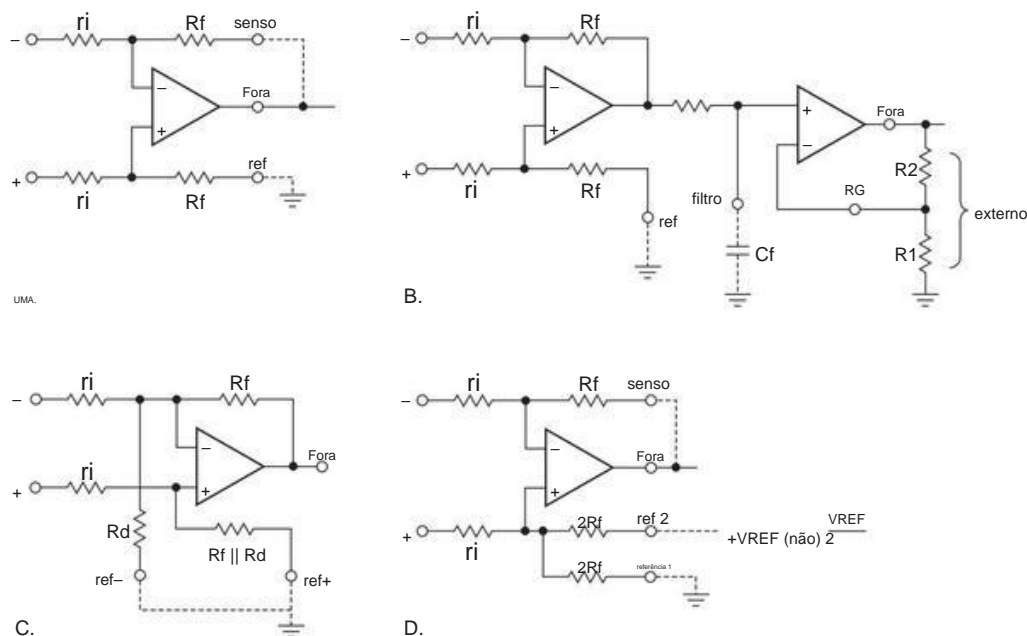 ri
Rf
senso
–
–
Fora
+
+
ri
Rf
ref
UMA.
ri
Rf
–
–
+
+
ri
Rf
ref
filtro
Cf
+
–
Fora
RG
R2
R1
externo
B.
ri
Rf
–
–
Fora
ri
+
+
Rd
Rf || Rd
ref–
ref+
C.
ri
Rf
senso
–
–
Fora
+
+
ri
2Rf
ref 2
+VREF (não) 2
VREF
2Rf
referência 1
D.